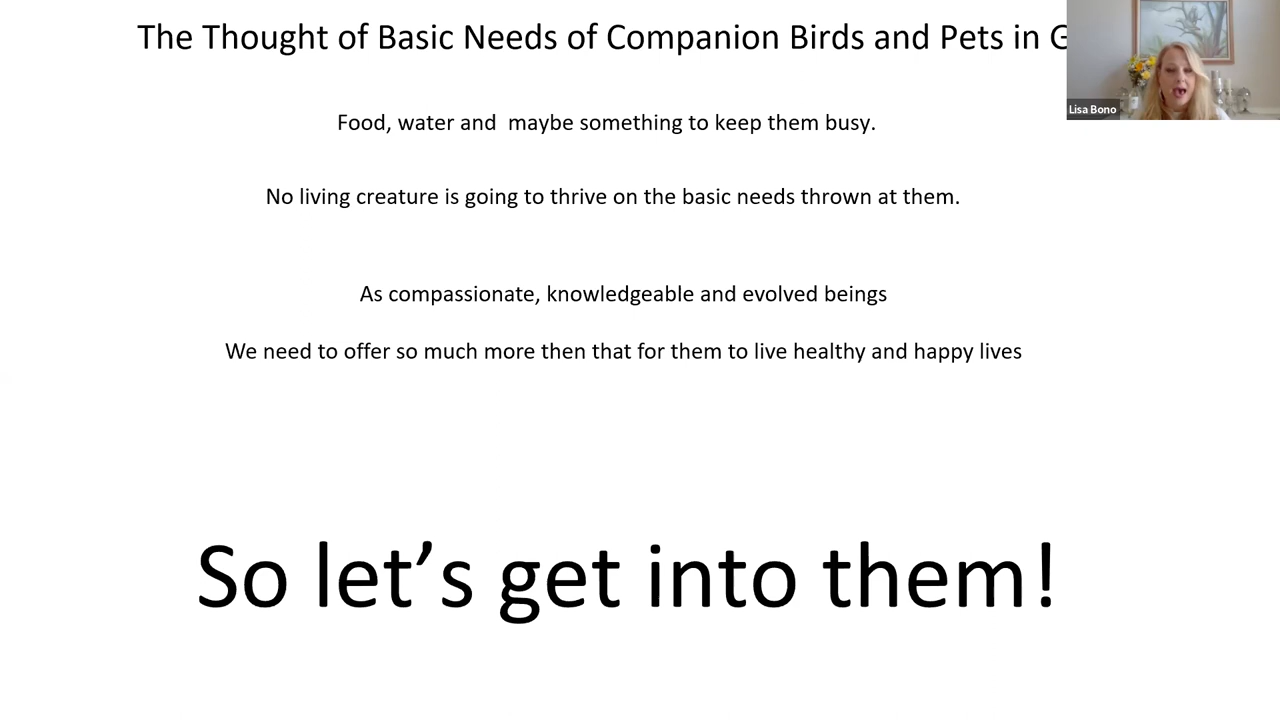 The Thought of Basic Needs of Companion Birds and Pets in
Lisa Bono
Food, water and  maybe something to keep them busy.
No living creature is going to thrive on the basic needs thrown at them.
As compassionate, knowledgeable and evolved beings
We need to offer so much more then that for them to live healthy and happy lives
So let’s get into them!